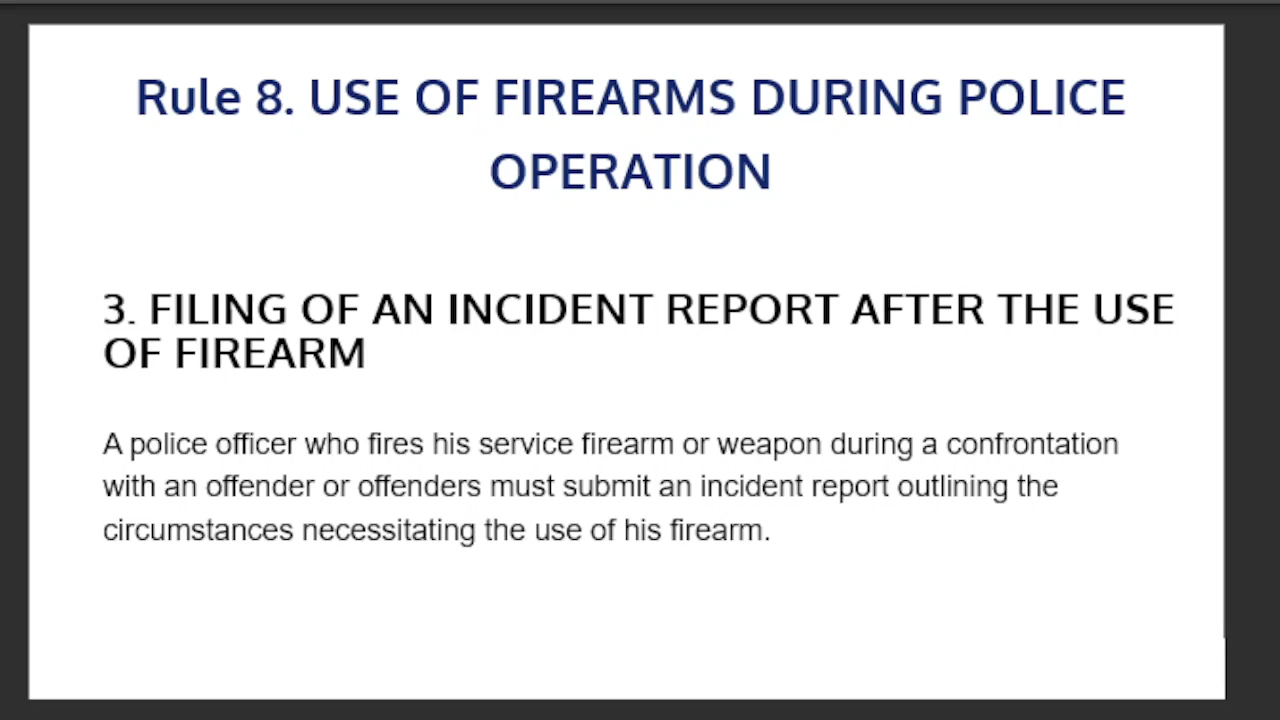 Rule 8. USE OF FIREARMS DURING POLICE
OPERATION
3. FILING OF AN INCIDENT REPORT AFTER THE USE
OF FIREARM
A police officer who fires his service firearm or weapon during a confrontation
with an offender or offenders must submit an incident report outlining the
circumstances necessitating the use of his firearm.